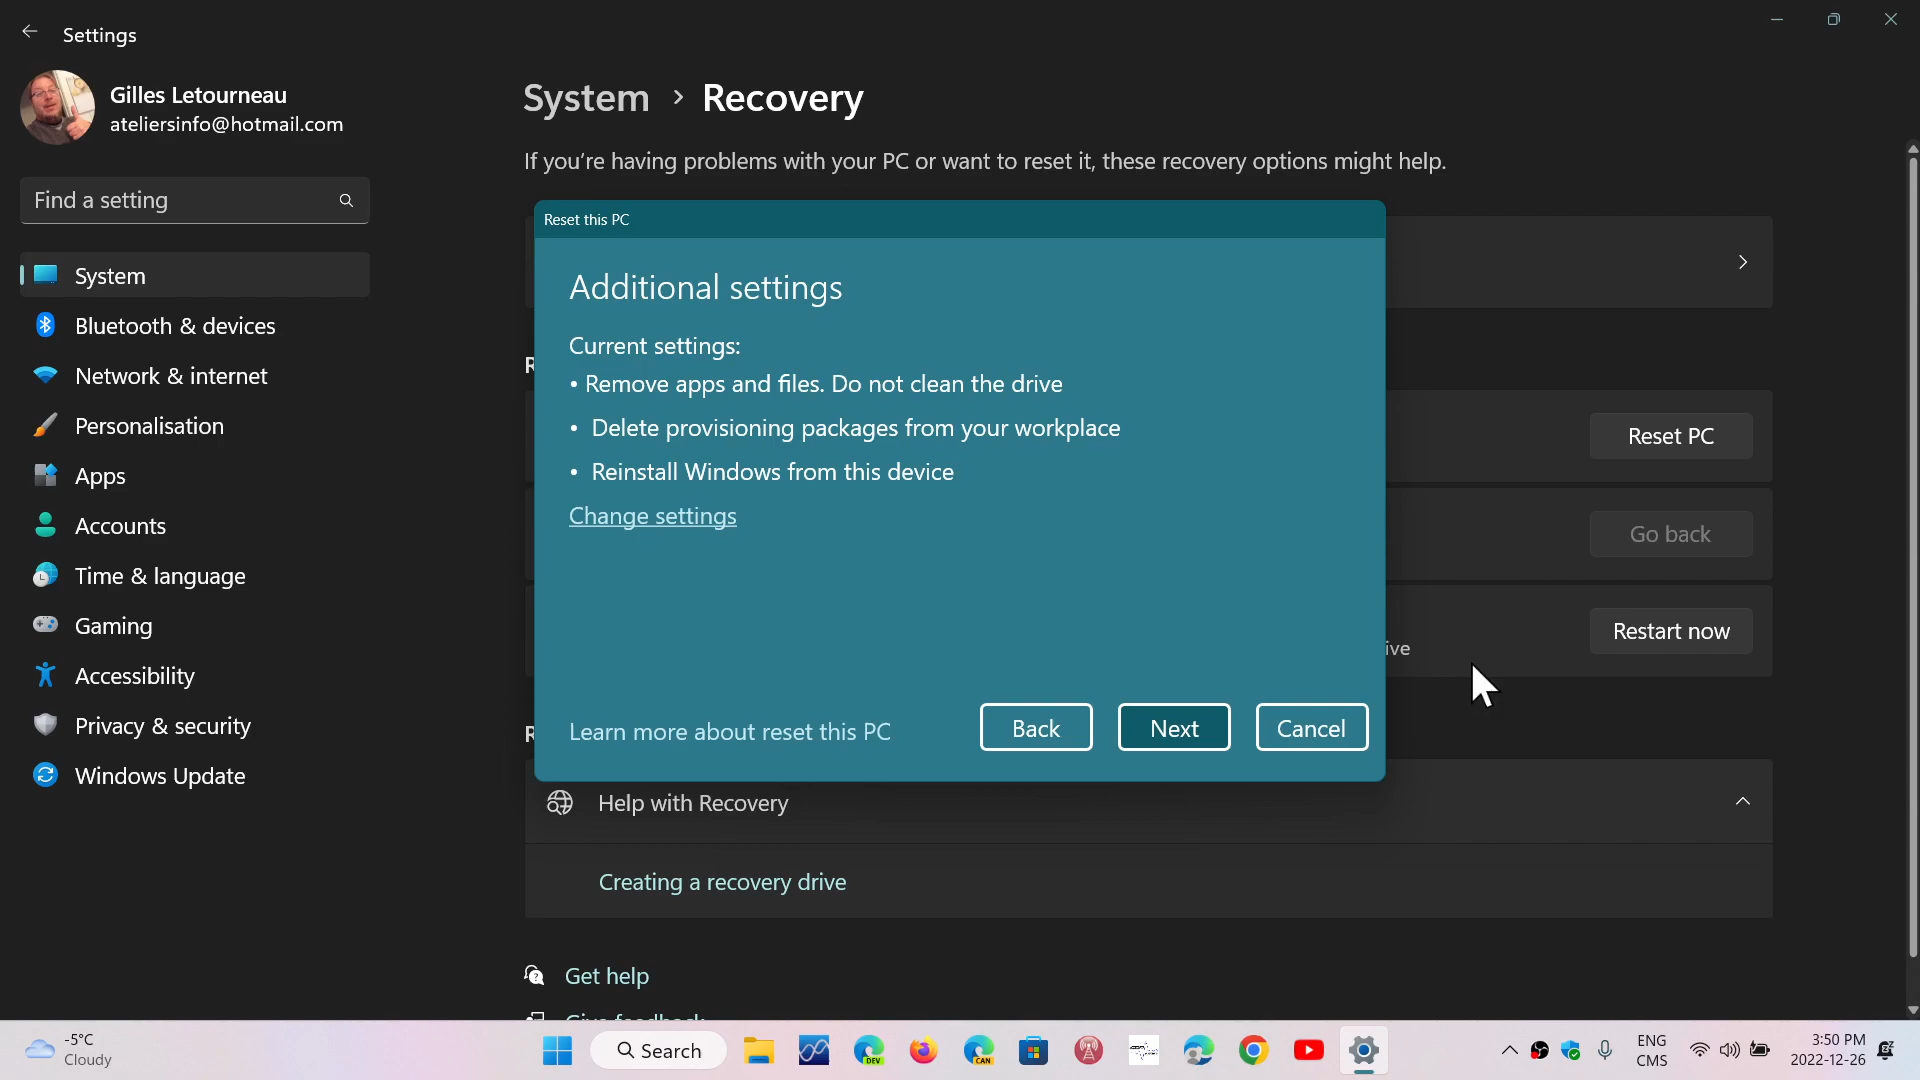 Settings
Gilles Letourneau
ateliersinfo@hotmail.com
Find a setting
System
Bluetooth & devices
Network & internet
Personalisation
Apps
Accounts
Time & language
Gaming
Accessibility
Privacy & security
Windows Update
System > Recovery
If you're having problems with your PC or want to reset it, these recovery options might help.
Reset this PC
Additional settings
Current settings:
• Remove apps and files. Do not clean the drive
• Delete provisioning packages from your workplace
• Reinstall Windows from this device
Change settings
Learn more about reset this PC
Back
Next
Cancel
Reset PC
Go back
ive
Restart now
Help with Recovery
Creating a recovery drive
Get help
-5°C
Cloudy
Search
DEV
CAN
ENG
CMS
3:50 PM
2022-12-26